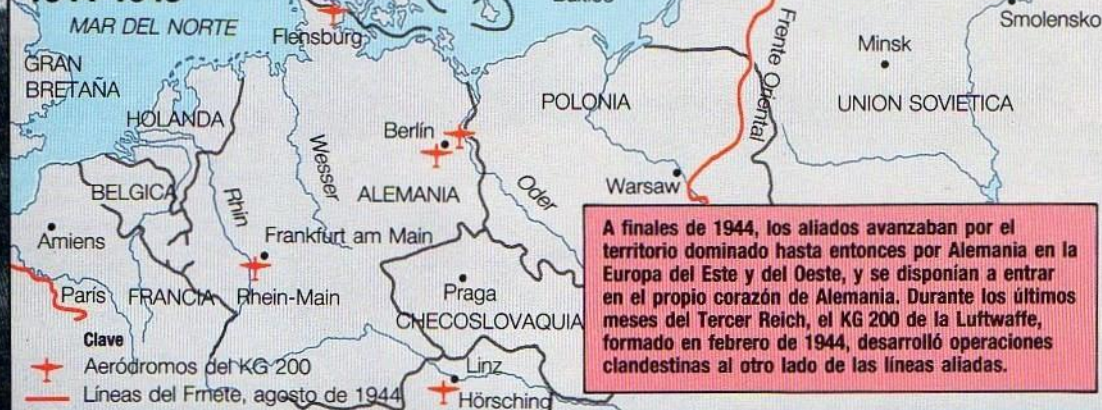 MAR DEL NORTE
Flensburg
Smolensko
GRAN
BRETAÑA
Minsk
Frente Oriental
HOLANDA
POLONIA
UNION SOVIETICA
Berlín
Wesser
BELGICA
Rhin
ALEMANIA
Oder
Warsaw
Amiens
Frankfurt am Main
París
FRANCIA
Rhein-Main
Praga
CHECOSLOVAQUIA
Linz
Hörsching
Clave
Aeródromos del KG 200
Líneas del Frnete, agosto de 1944
A finales de 1944, los aliados avanzaban por el
territorio dominado hasta entonces por Alemania en la
Europa del Este y del Oeste, y se disponían a entrar
en el propio corazón de Alemania. Durante los últimos
meses del Tercer Reich, el KG 200 de la Luftwaffe,
formado en febrero de 1944, desarrolló operaciones
clandestinas al otro lado de las líneas aliadas.